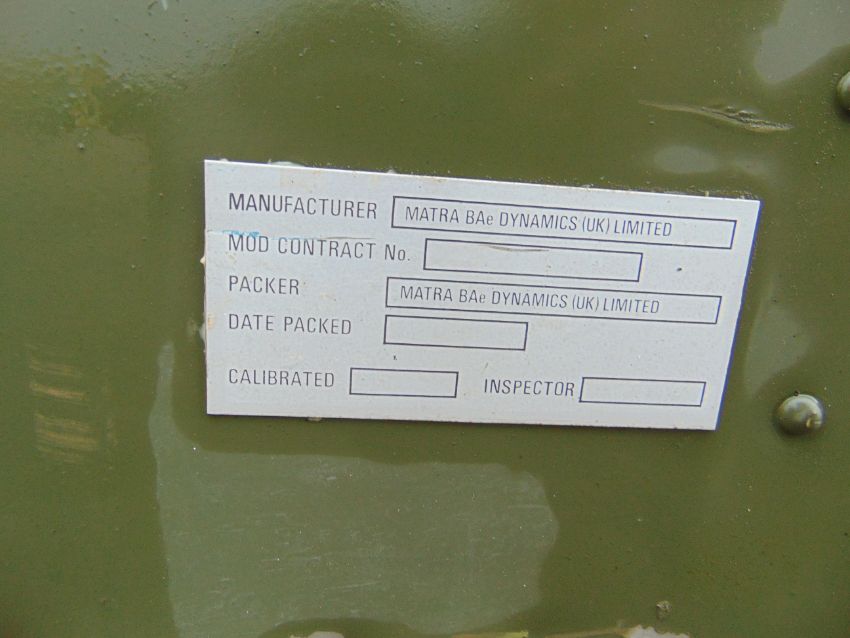 MANUFACTURER MATRA BAe DYNAMICS (UK) LIMITED
MOD CONTRACT No.
PACKER MATRA BAe DYNAMICS (UK) LIMITED
DATE PACKED
CALIBRATED INSPECTOR